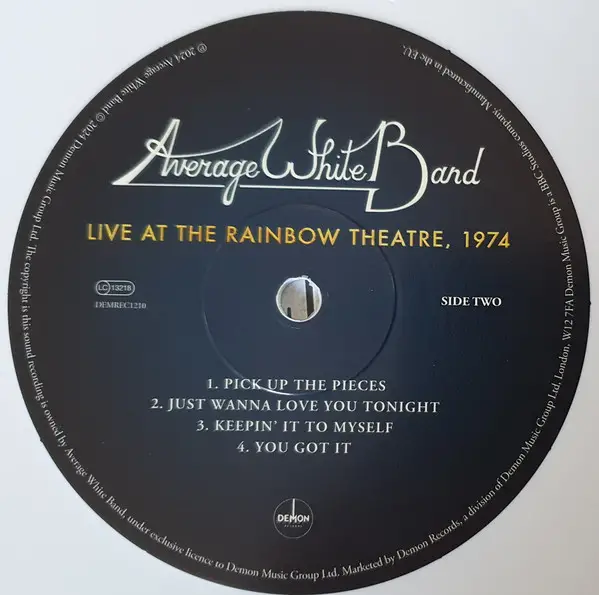 Average White Band
LIVE AT THE RAINBOW THEATRE, 1974
LC 13218
DEMREC1210
SIDE TWO
1. PICK UP THE PIECES
2. JUST WANNA LOVE YOU TONIGHT
3. KEEPIN' IT TO MYSELF
4. YOU GOT IT
DEMON
RECORDS
℗ 2024 Average White Band © 2024 Demon Music Group Ltd. The copyright in this sound recording is owned by Average White Band, under exclusive licence to Demon Music Group Ltd. Marketed by Demon Records, a division of Demon Music Group Ltd. London, W12 7FA Demon Music Group is a BBC Studios company. Manufactured in the EU.